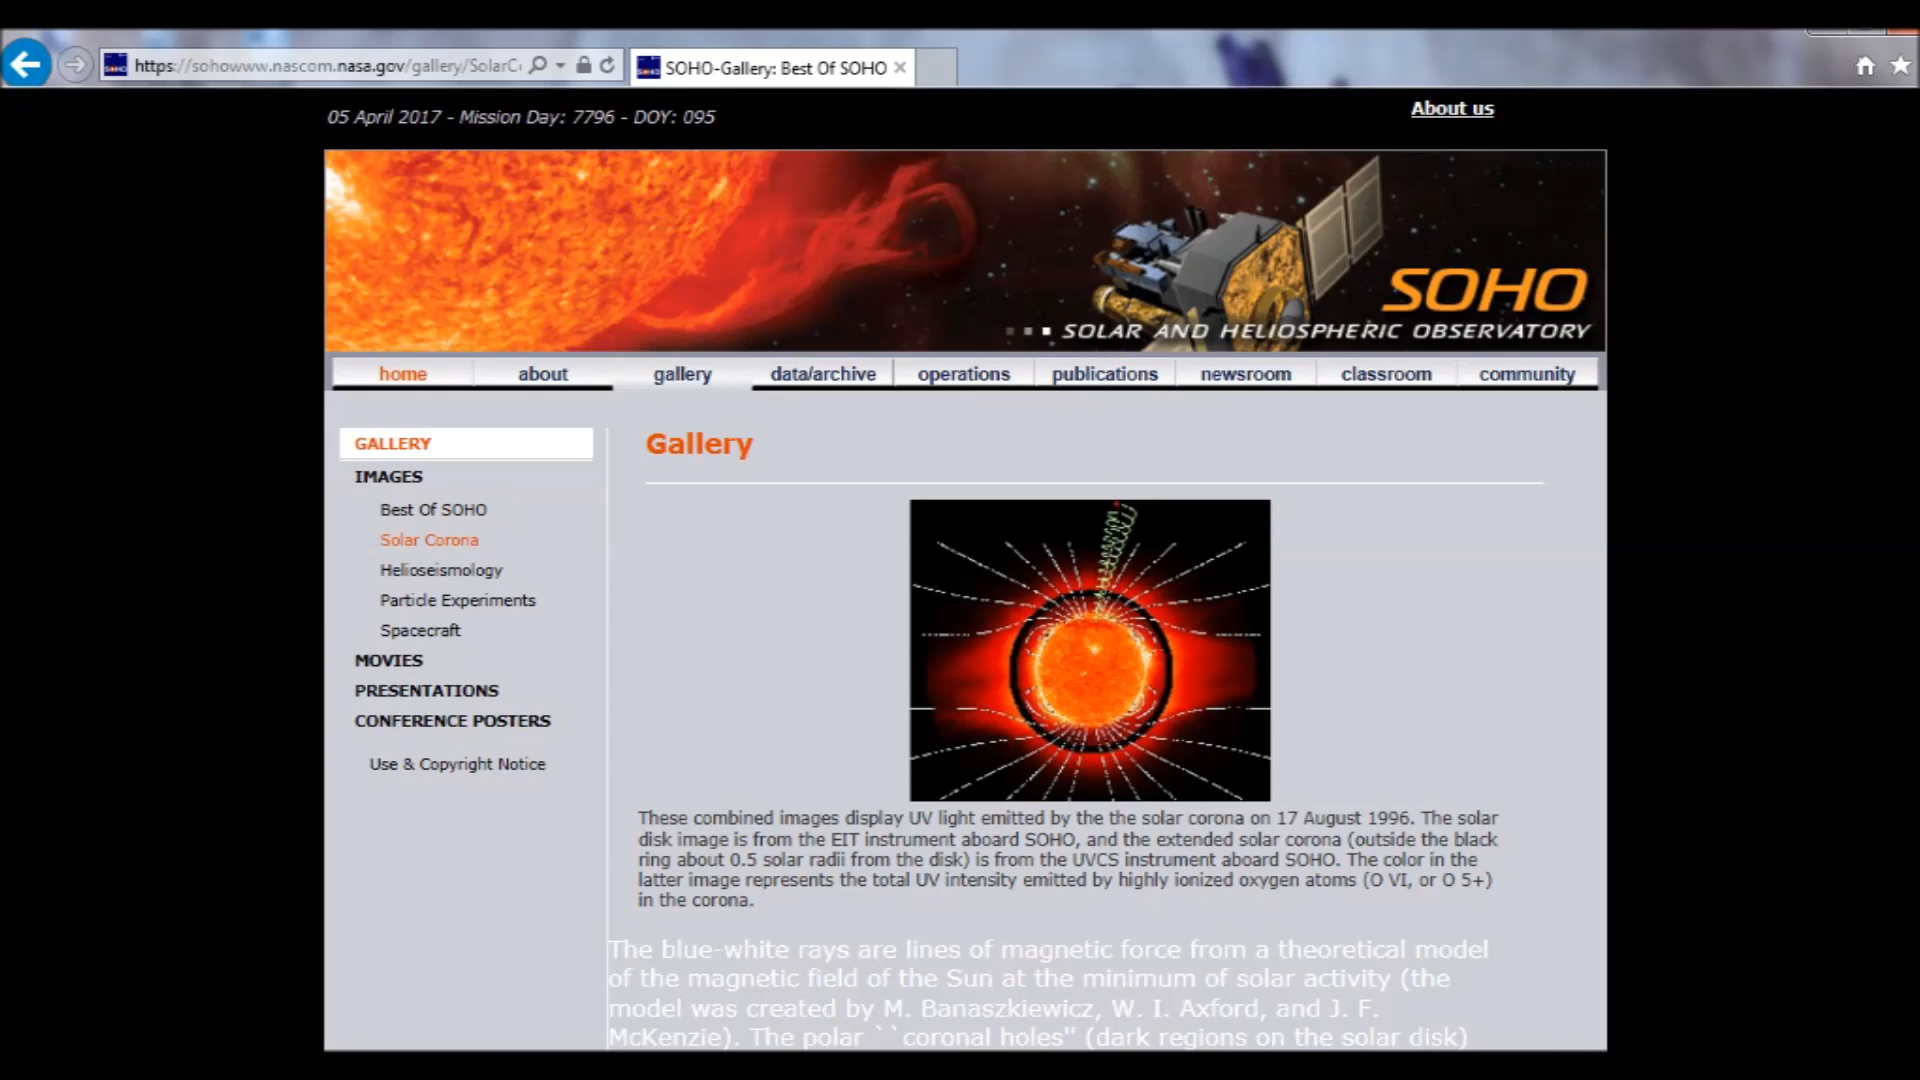 https://sohowww.nascom.nasa.gov/gallery/SolarC
SOHO-Gallery: Best Of SOHO
05 April 2017 - Mission Day: 7796 - DOY: 095
About us
SOHO
SOLAR AND HELIOSPHERIC OBSERVATORY
home about gallery data/archive operations publications newsroom classroom community
GALLERY
IMAGES
Best Of SOHO
Solar Corona
Helioseismology
Particle Experiments
Spacecraft
MOVIES
PRESENTATIONS
CONFERENCE POSTERS
Use & Copyright Notice
Gallery
These combined images display UV light emitted by the the solar corona on 17 August 1996. The solar
disk image is from the EIT instrument aboard SOHO, and the extended solar corona (outside the black
ring about 0.5 solar radii from the disk) is from the UVCS instrument aboard SOHO. The color in the
latter image represents the total UV intensity emitted by highly ionized oxygen atoms (O VI, or O 5+)
in the corona.
The blue-white rays are lines of magnetic force from a theoretical model
of the magnetic field of the Sun at the minimum of solar activity (the
model was created by M. Banaszkiewicz, W. I. Axford, and J. F.
McKenzie). The polar ``coronal holes" (dark regions on the solar disk)